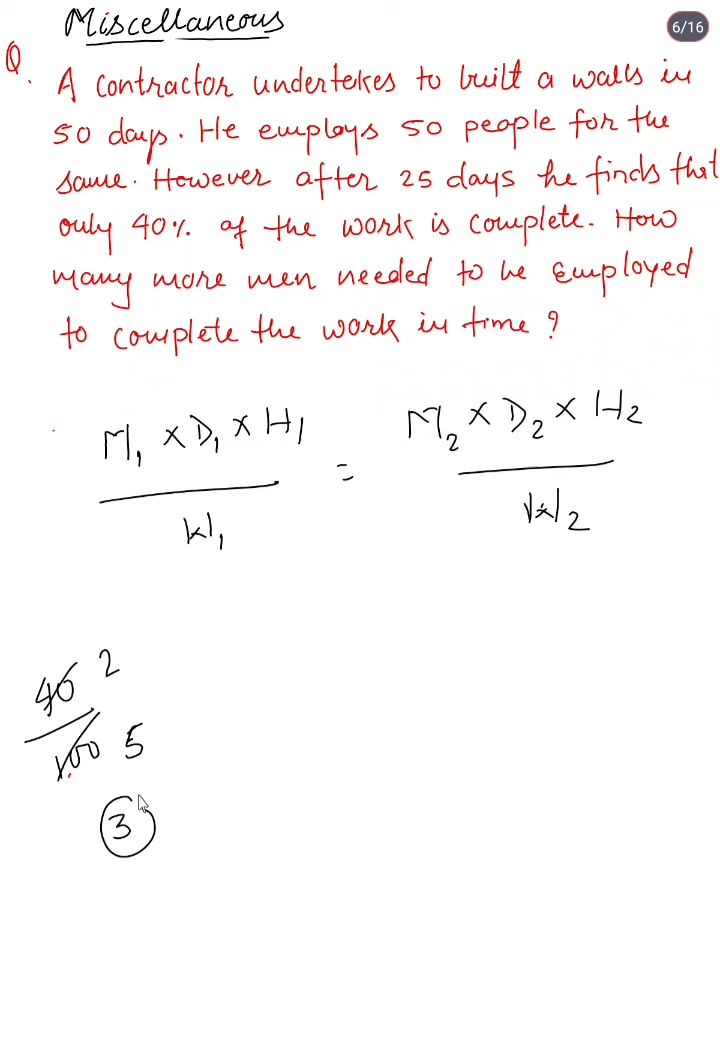 Miscellaneous
6/16
Q. A contractor undertekes to built a walls in
50 days. He employs 50 people for the
same. However after 25 days he finds that
only 40% of the work is complete. How
many more men needed to be Employed
to complete the work in time?
M1 x D1 x H1 = M2 x D2 x H2
W1 W2
40 2
100 5
3